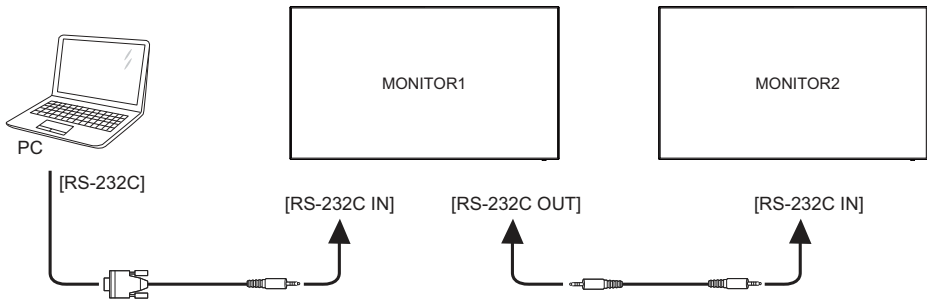 MONITOR1
MONITOR2
PC
[RS-232C]
[RS-232C IN]
[RS-232C OUT]
[RS-232C IN]